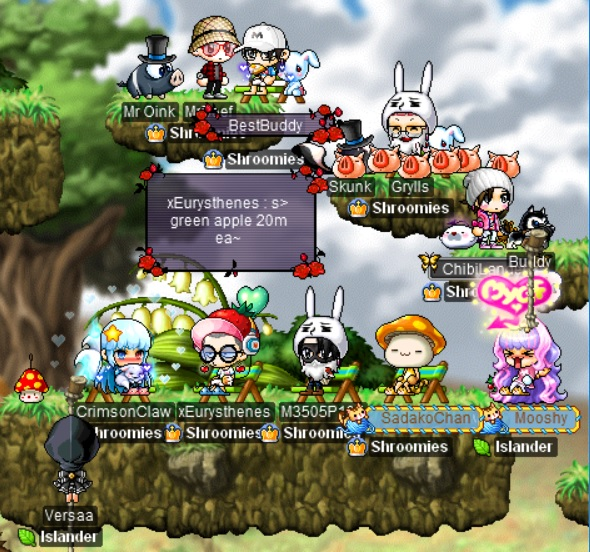 Mr Oink
BestBuddy
Shroomies
xEurysthenes : s>
green apple 20m
ea~
Skunk
Grylls
Shroomies
Buddy
CrimsonClaw
xEurysthenes
Shroomies
SadakoChan
Mooshy
Shroomies
Islander
Versaa
Islander